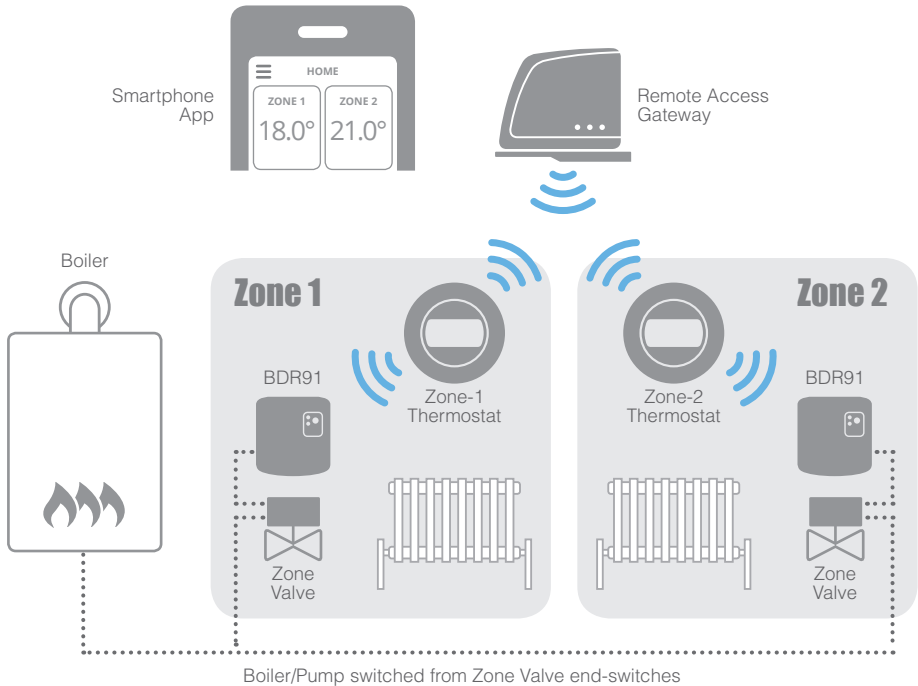 HOME
ZONE 1
ZONE 2
18.0°
21.0°
Smartphone
App
Remote Access
Gateway
Boiler
Zone 1
Zone 2
BDR91
Zone-1
Thermostat
Zone-2
Thermostat
BDR91
Zone
Valve
Zone
Valve
Boiler/Pump switched from Zone Valve end-switches